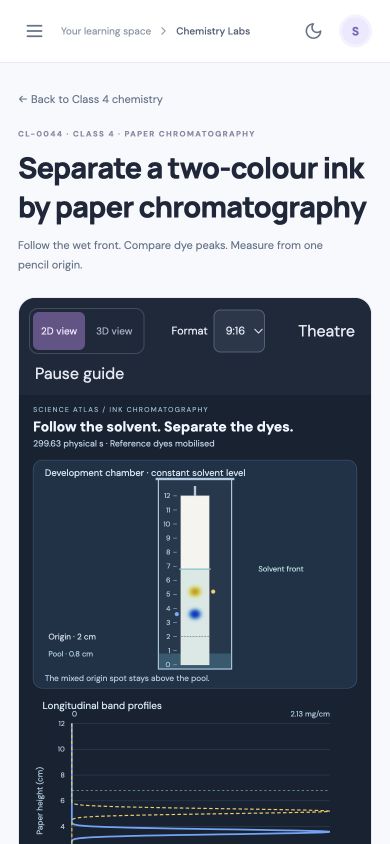 Your learning space > Chemistry Labs
S
← Back to Class 4 chemistry
CL-0044 · CLASS 4 · PAPER CHROMATOGRAPHY
Separate a two-colour ink
by paper chromatography
Follow the wet front. Compare dye peaks. Measure from one
pencil origin.
2D view 3D view Format 9:16 Theatre
Pause guide
SCIENCE ATLAS / INK CHROMATOGRAPHY
Follow the solvent. Separate the dyes.
299.63 physical s · Reference dyes mobilised
Development chamber · constant solvent level
12
11
10
9
8
7
Solvent front
6
5
4
3
Origin · 2 cm
2
1
Pool · 0.8 cm
0
The mixed origin spot stays above the pool.
Longitudinal band profiles
0 2.13 mg/cm
12
10
8
6
4
Paper height (cm)